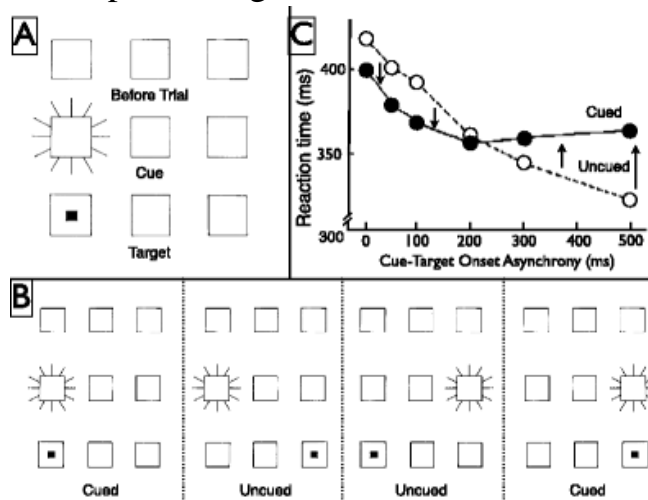 A
Before Trial
Cue
Target
C
Reaction time (ms)
400
350
300
Cued
Uncued
0 100 200 300 400 500
Cue-Target Onset Asynchrony (ms)
B
Cued Uncued Uncued Cued